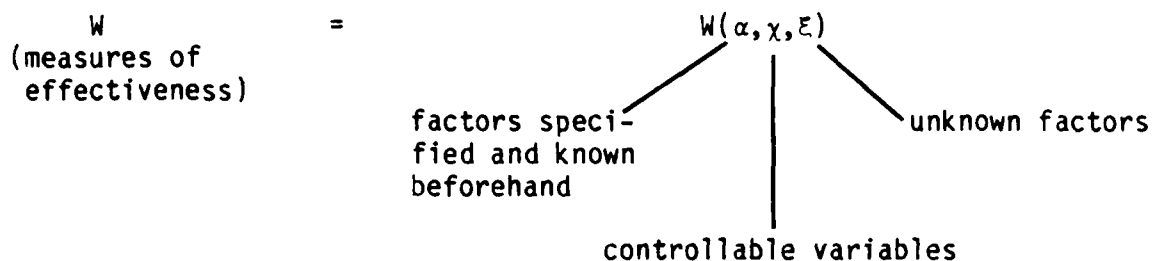 W = W(α,χ,ξ)
(measures of
effectiveness)
factors speci-
fied and known
beforehand
unknown factors
controllable variables